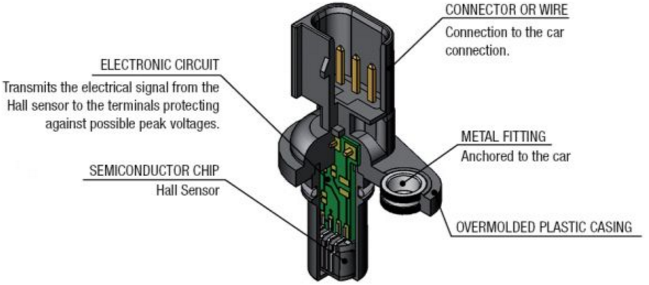 CONNECTOR OR WIRE
Connection to the car
connection.
ELECTRONIC CIRCUIT
Transmits the electrical signal from the
Hall sensor to the terminals protecting
against possible peak voltages.
METAL FITTING
Anchored to the car
SEMICONDUCTOR CHIP
Hall Sensor
OVERMOLDED PLASTIC CASING